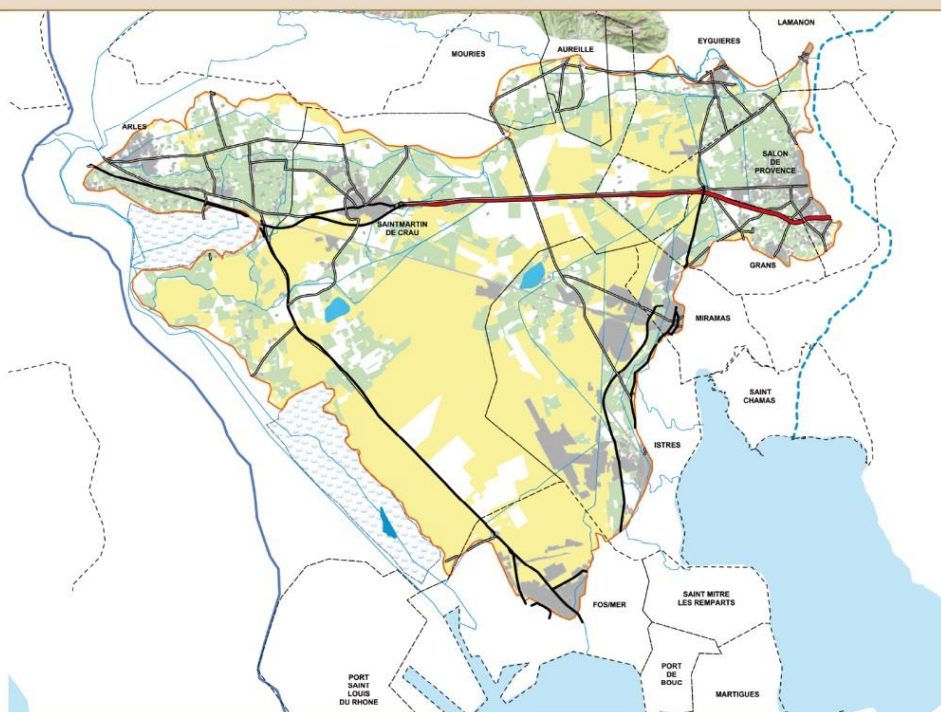 LAMANON
EYGUIERES
AUREILLE
MOURIES
ARLES
SALON
DE
PROVENCE
SAINTMARTIN
DE CRAU
GRANS
MIRAMAS
SAINT
CHAMAS
ISTRES
FOS/MER
SAINT MITRE
LES REMPARTS
PORT
DE
BOUC
PORT
SAINT
LOUIS
DU RHONE
MARTIGUES